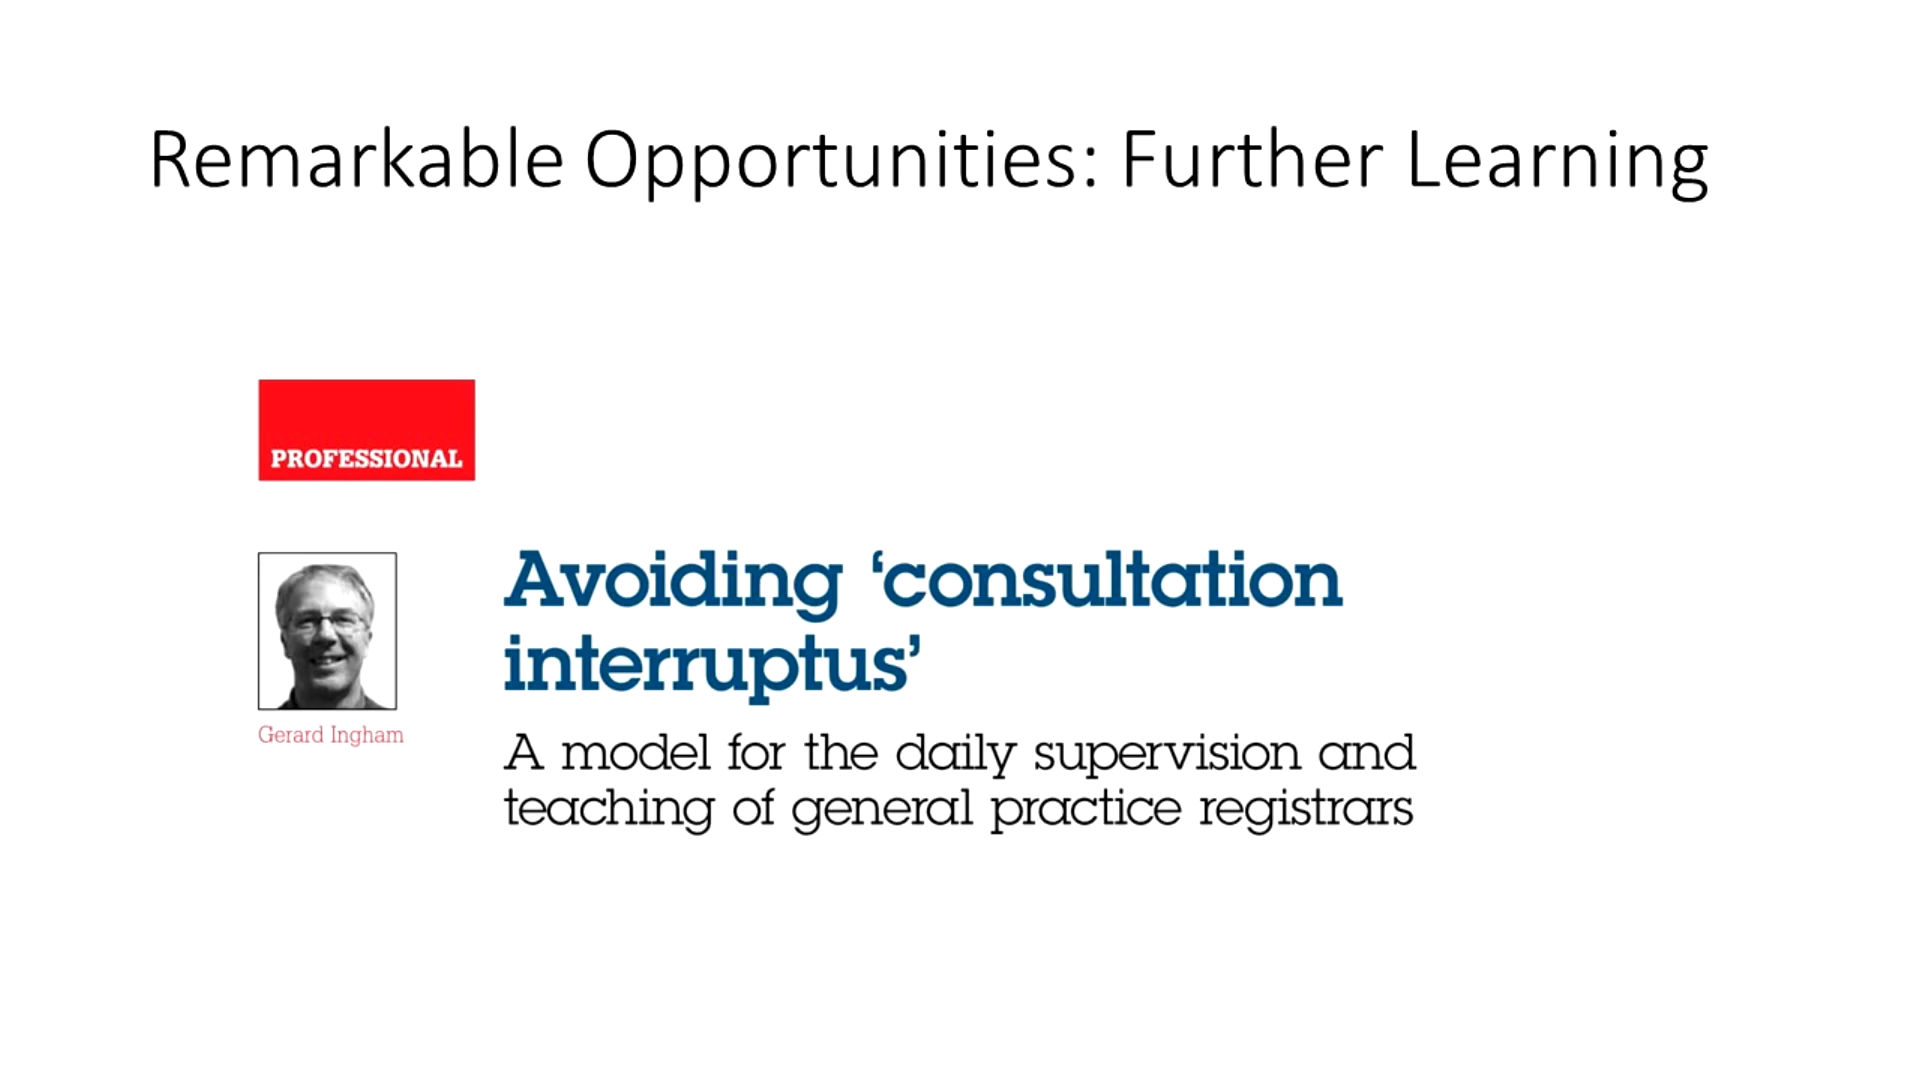 Remarkable Opportunities: Further Learning
PROFESSIONAL
Gerard Ingham
Avoiding ‘consultation
interruptus’
A model for the daily supervision and
teaching of general practice registrars